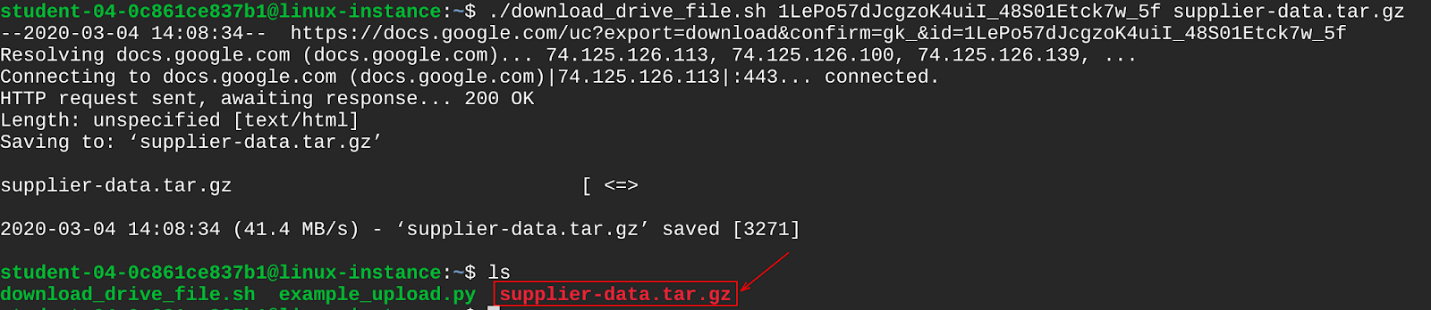 student-04-0c861ce837b1@linux-instance:~$ ./download_drive_file.sh 1LePo57dJcgzoK4uiI_48S01Etck7w_5f supplier-data.tar.gz
--2020-03-04 14:08:34--  https://docs.google.com/uc?export=download&confirm=gk_&id=1LePo57dJcgzoK4uiI_48S01Etck7w_5f
Resolving docs.google.com (docs.google.com)... 74.125.126.113, 74.125.126.100, 74.125.126.139, ...
Connecting to docs.google.com (docs.google.com)|74.125.126.113|:443... connected.
HTTP request sent, awaiting response... 200 OK
Length: unspecified [text/html]
Saving to: ‘supplier-data.tar.gz’
supplier-data.tar.gz                              [ <=>
2020-03-04 14:08:34 (41.4 MB/s) - ‘supplier-data.tar.gz’ saved [3271]
student-04-0c861ce837b1@linux-instance:~$ ls
download_drive_file.sh  example_upload.py  supplier-data.tar.gz